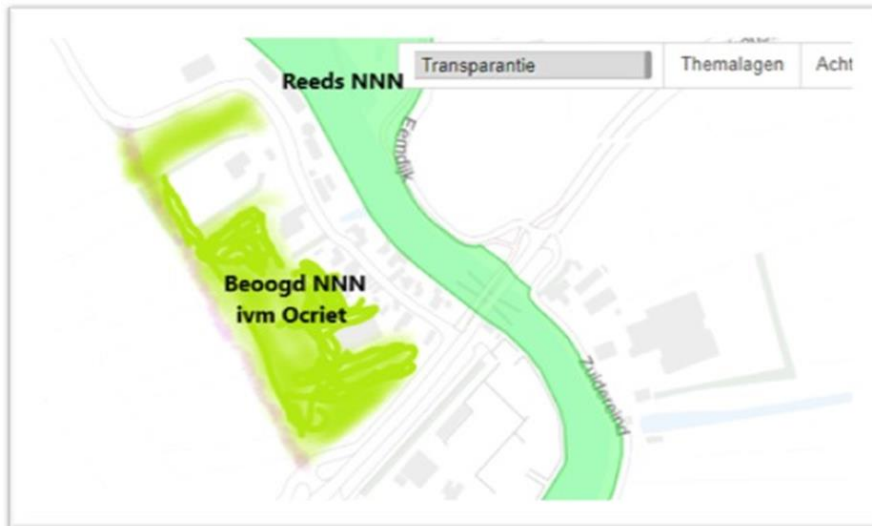 Reeds NNN
Transparantie
Themalagen
Acht
Eemdijk
Beoogd NNN
ivm Ocriet
Zuidereind